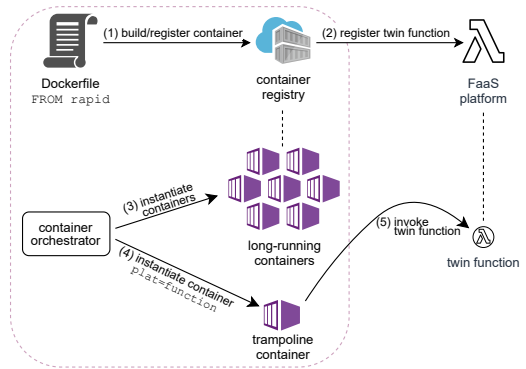 (1) build/register container
(2) register twin function
Dockerfile
FROM rapid
container
registry
FaaS
platform
(3) instantiate
containers
container
orchestrator
long-running
containers
(5) invoke
twin function
twin function
(4) instantiate container
plat=function
trampoline
container